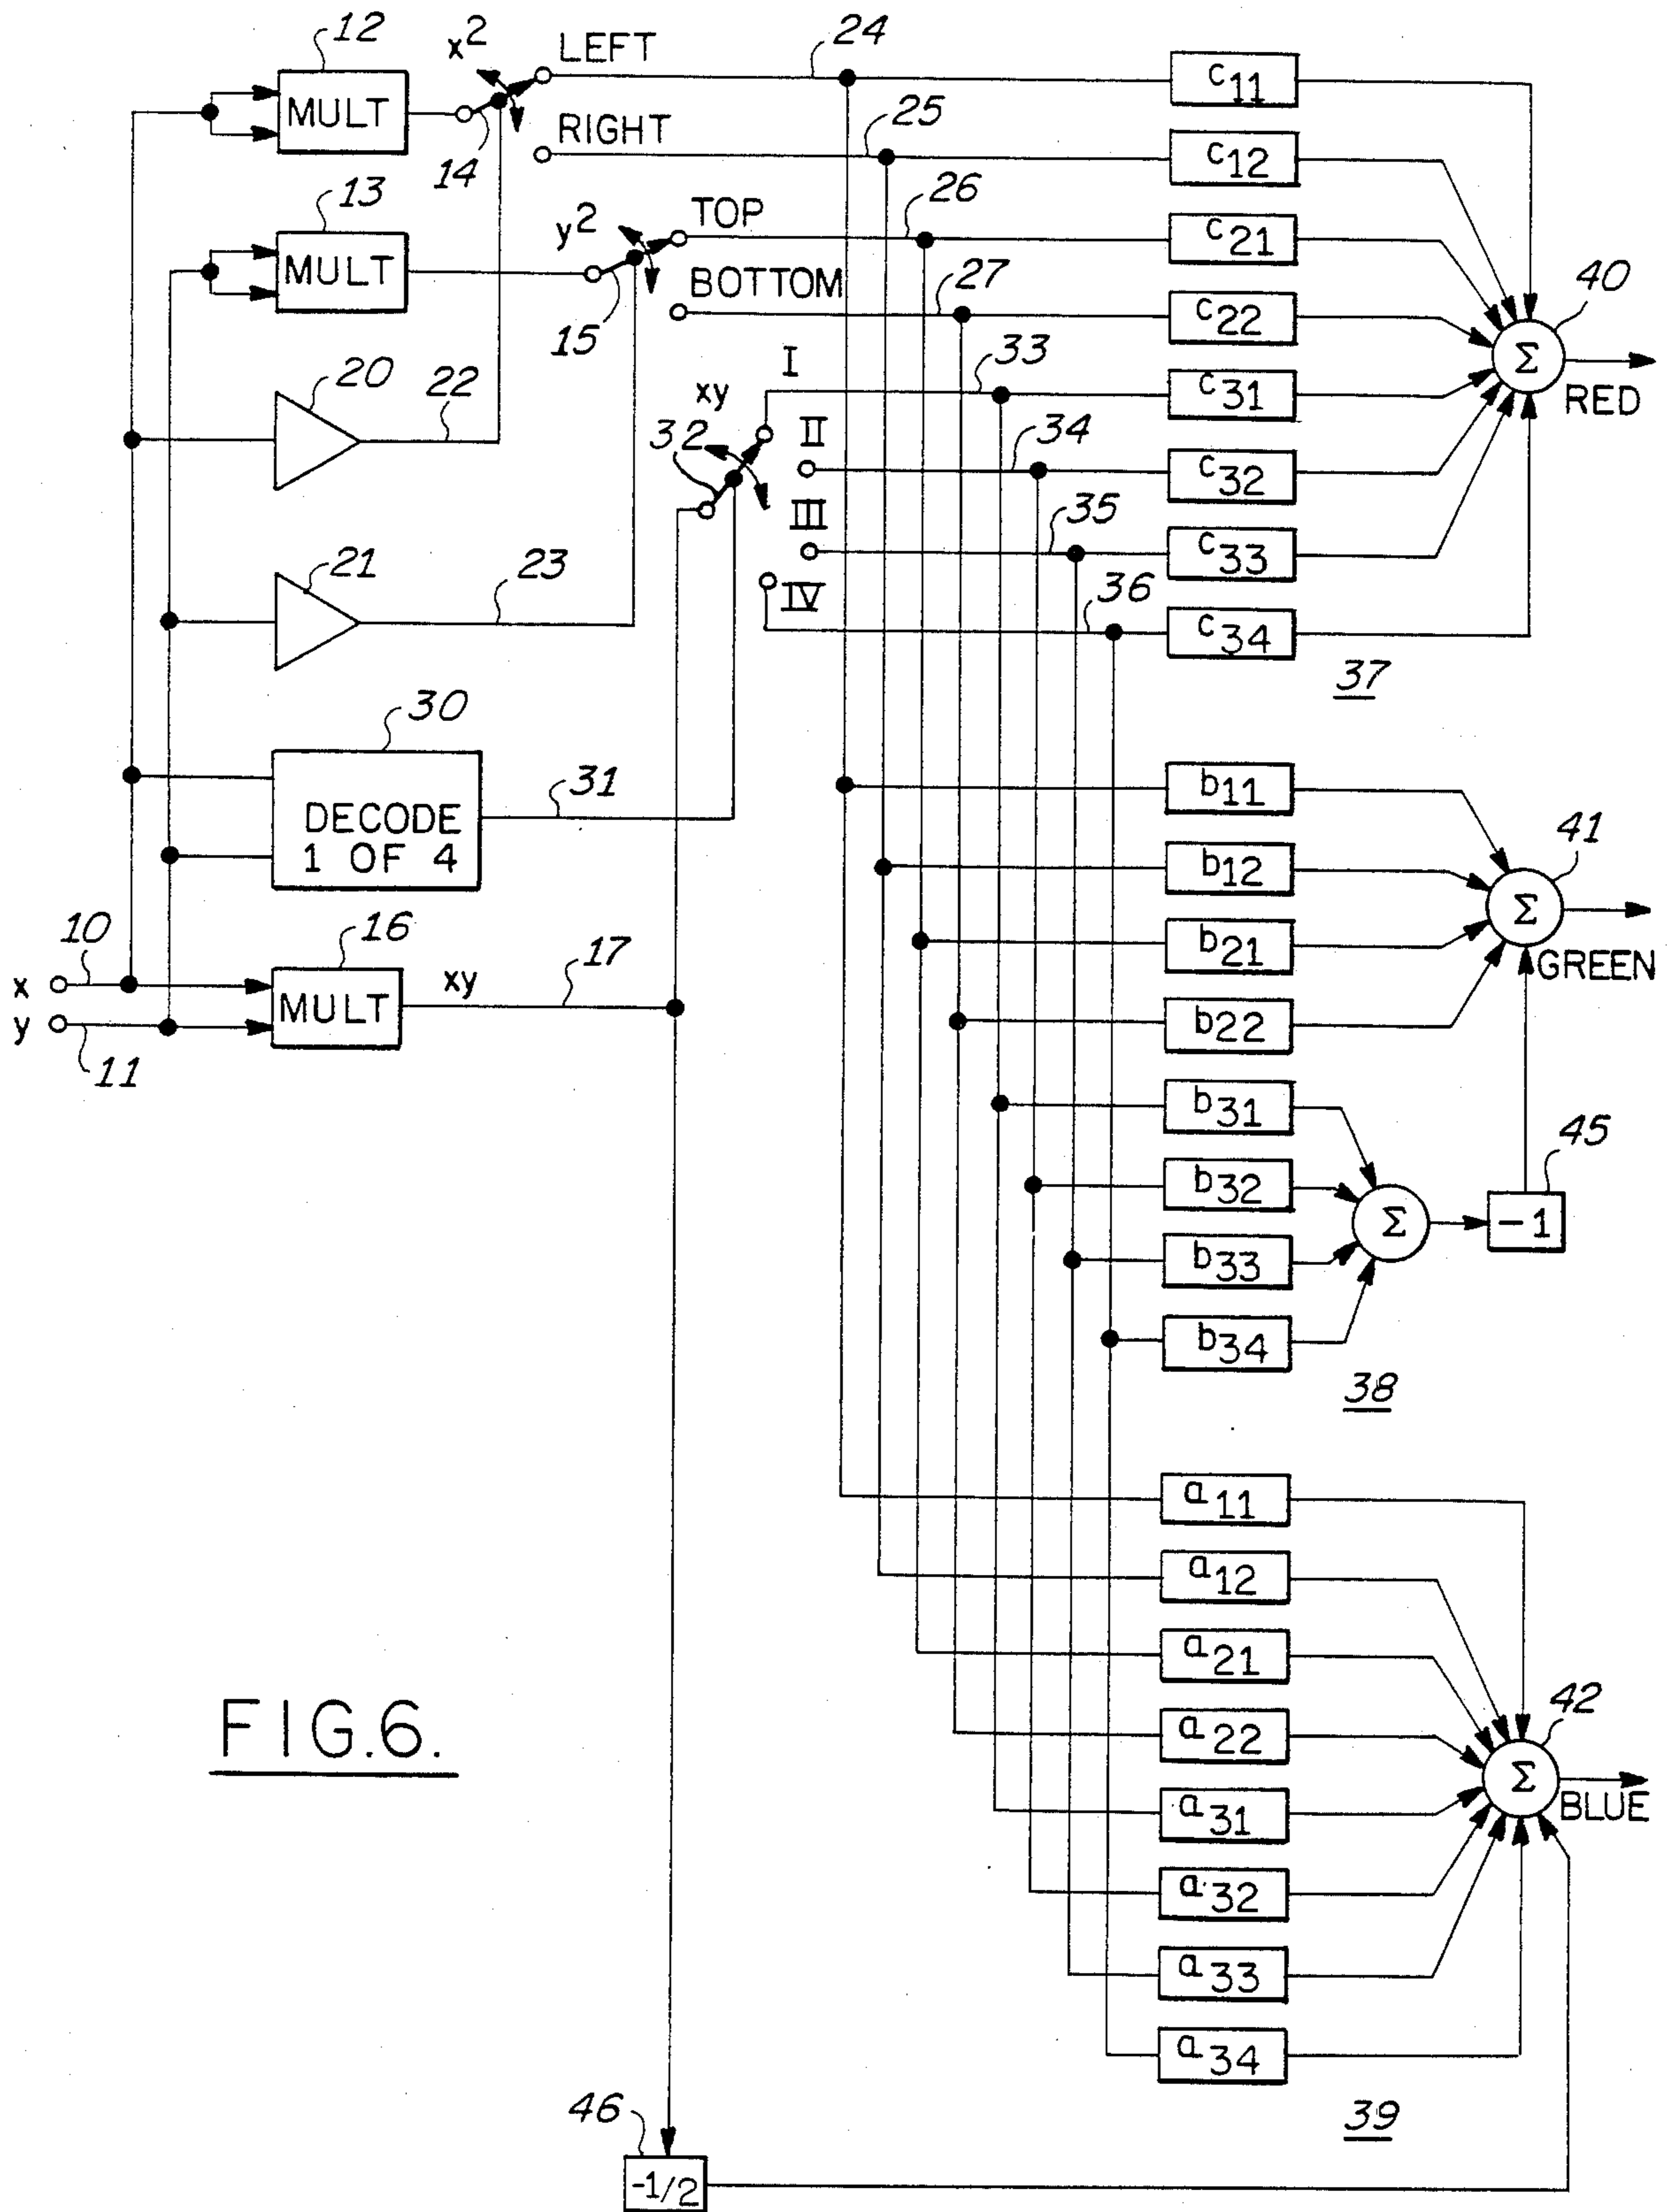 12
x2
LEFT
24
MULT
C11
14
RIGHT
25
C12
13
y2
TOP
26
MULT
C21
15
BOTTOM
27
C22
40
Σ
RED
20
22
I
33
xy
C31
32
II
34
C32
III
35
C33
21
23
IV
36
C34
37
30
DECODE
1 OF 4
31
b11
b12
41
Σ
GREEN
10
16
x
y
MULT
xy
17
11
b21
b22
b31
b32
b33
b34
Σ
45
-1
38
a11
a12
a21
a22
a31
a32
a33
a34
42
Σ
BLUE
39
FIG.6.
46
-1/2